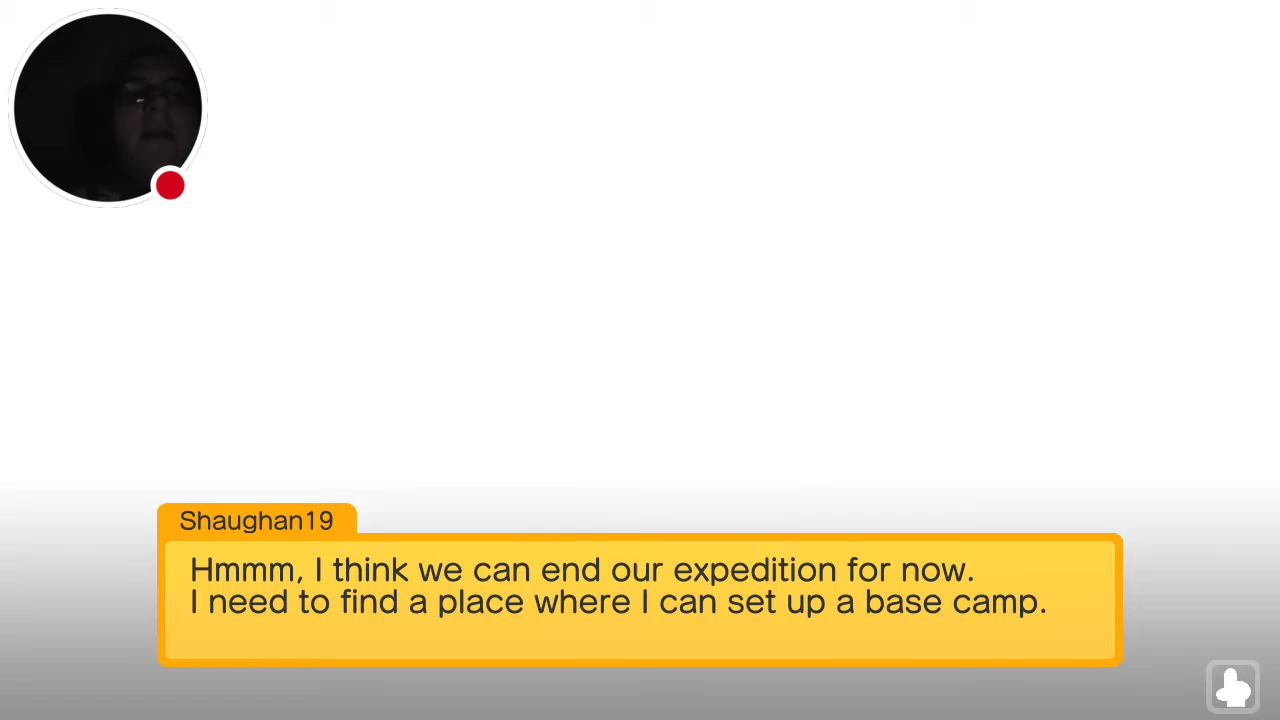 Shaughan19
Hmmm, I think we can end our expedition for now.
I need to find a place where I can set up a base camp.